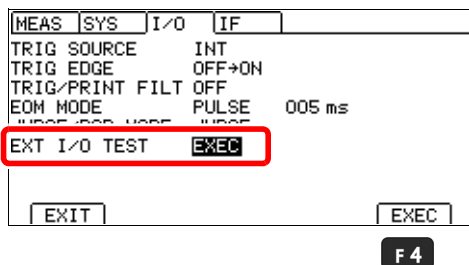 MEAS SYS I/O IF
TRIG SOURCE INT
TRIG EDGE OFF→ON
TRIG/PRINT FILT OFF
EOM MODE PULSE 005 ms
EXT I/O TEST EXEC
EXIT EXEC
F 4